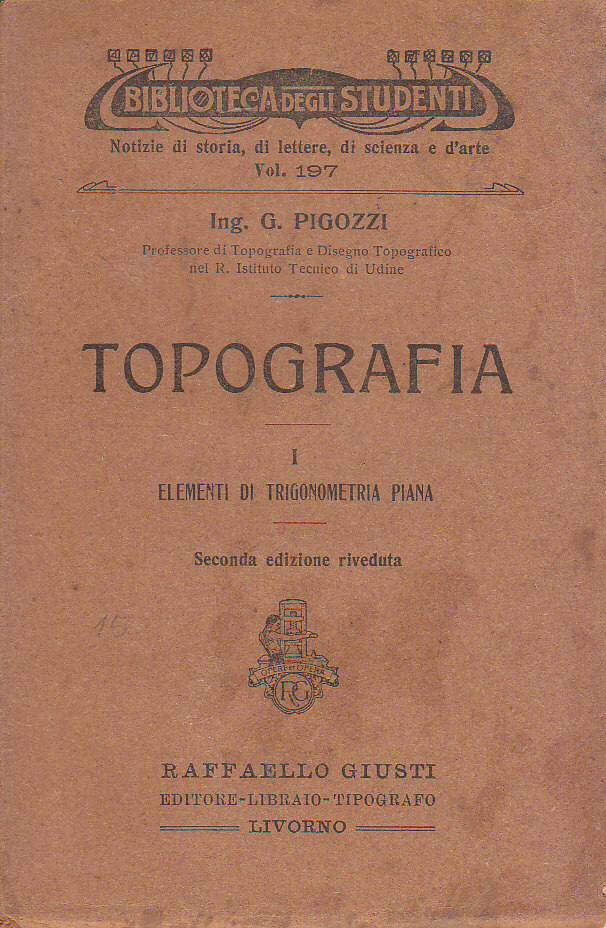 BIBLIOTECA DEGLI STUDENTI
Notizie di storia, di lettere, di scienza e d'arte
Vol. 197
Ing. G. PIGOZZI
Professore di Topografia e Disegno Topografico
nel R. Istituto Tecnico di Udine
TOPOGRAFIA
I
ELEMENTI DI TRIGONOMETRIA PIANA
Seconda edizione riveduta
15
RG
RAFFAELLO GIUSTI
EDITORE-LIBRAIO-TIPOGRAFO
LIVORNO